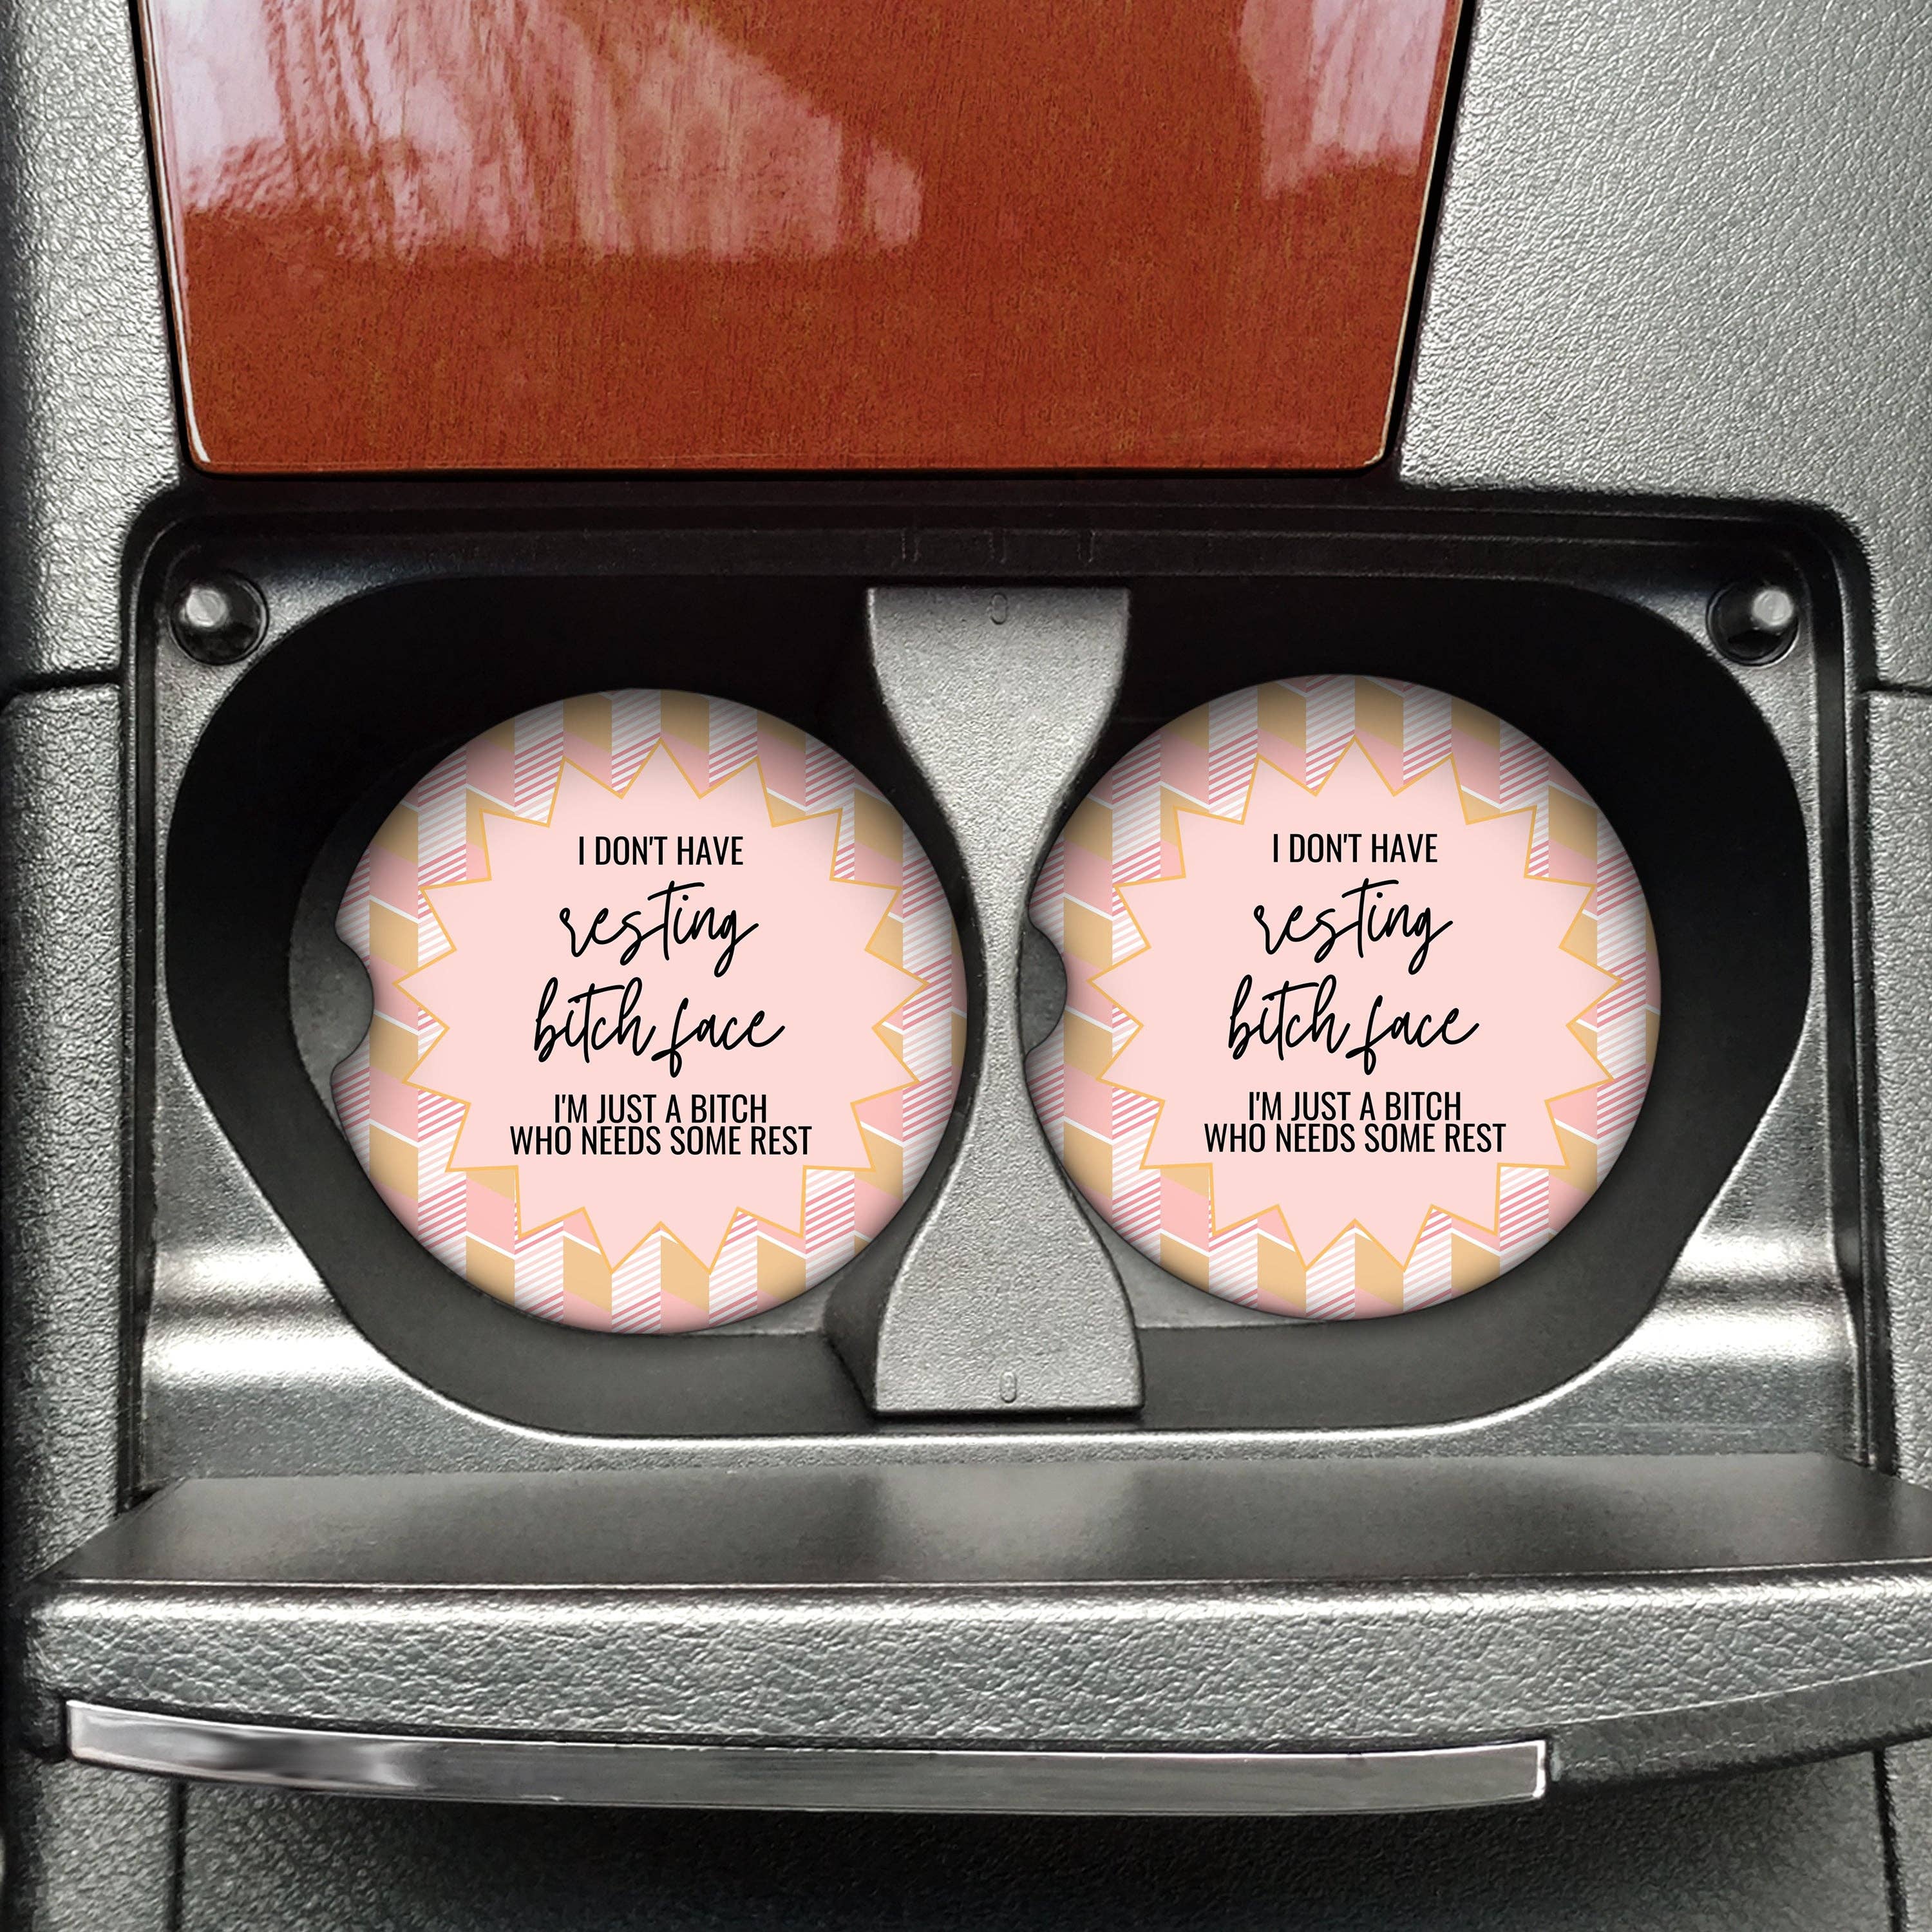 I DON'T HAVE
resting
bitch face
I'M JUST A BITCH
WHO NEEDS SOME REST
I DON'T HAVE
resting
bitch face
I'M JUST A BITCH
WHO NEEDS SOME REST